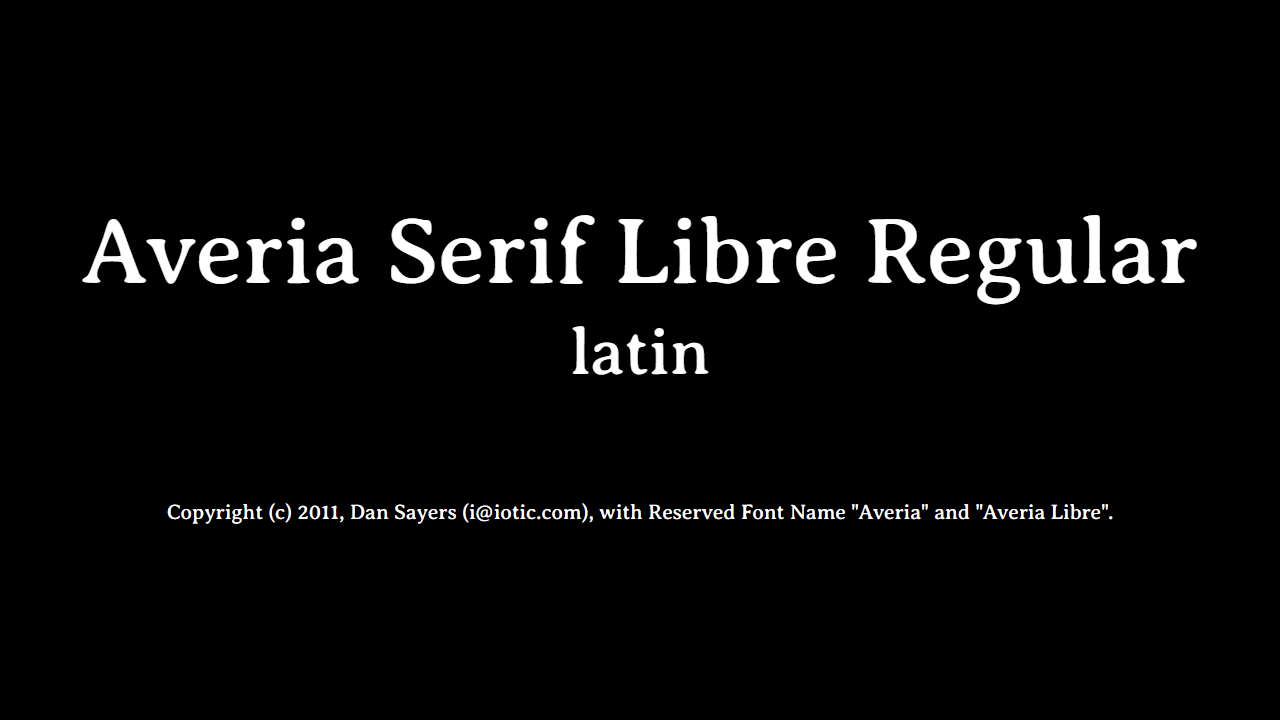 Averia Serif Libre Regular
latin
Copyright (c) 2011, Dan Sayers (i@iotic.com), with Reserved Font Name "Averia" and "Averia Libre".